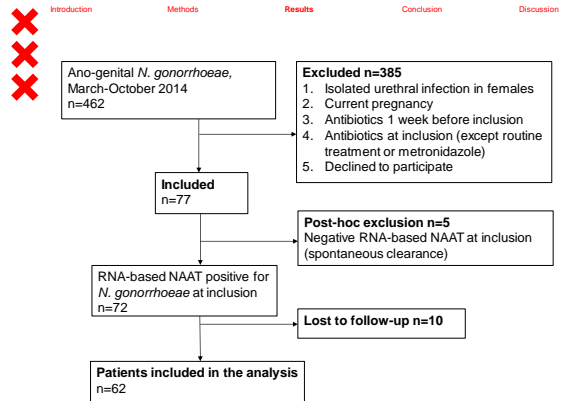 Introduction Methods Results Conclusion Discussion
Ano-genital N. gonorrhoeae,
March-October 2014
n=462
Excluded n=385
1. Isolated urethral infection in females
2. Current pregnancy
3. Antibiotics 1 week before inclusion
4. Antibiotics at inclusion (except routine
treatment or metronidazole)
5. Declined to participate
Included
n=77
Post-hoc exclusion n=5
Negative RNA-based NAAT at inclusion
(spontaneous clearance)
RNA-based NAAT positive for
N. gonorrhoeae at inclusion
n=72
Lost to follow-up n=10
Patients included in the analysis
n=62